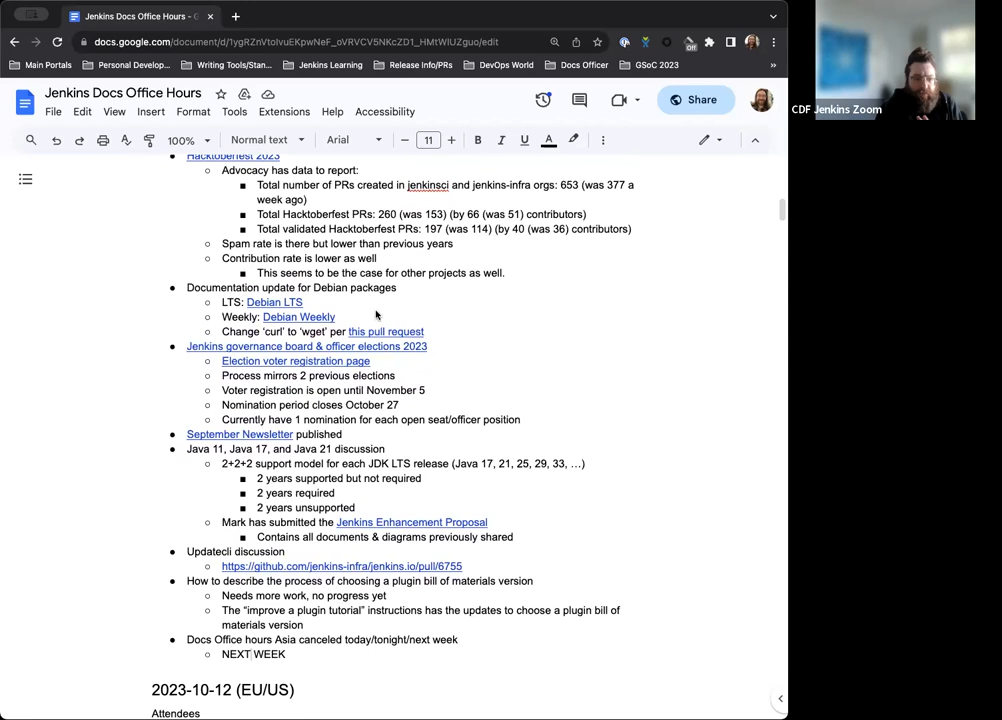 Jenkins Docs Office Hours - G
docs.google.com/document/d/1ygRZnVtoIvuEKpwNeF_oVRVCV5NKcZD1_HMtWlUZguo/edit
Main Portals
Personal Develop...
Writing Tools/Stan...
Jenkins Learning
Release Info/PRs
DevOps World
Docs Officer
GSoC 2023
»
Off
CDF Jenkins Zoom
Jenkins Docs Office Hours
File Edit View Insert Format Tools Extensions Help
Share
100% Normal text Arial 11 B I U A
Hacktoberfest 2023
Advocacy has data to report:
Total number of PRs created in jenkinsci and jenkins-infra orgs: 653 (was 377 a
week ago)
Total Hacktoberfest PRs: 260 (was 153) (by 66 (was 51) contributors)
Total validated Hacktoberfest PRs: 197 (was 114) (by 40 (was 36) contributors)
Spam rate is there but lower than previous years
Contribution rate is lower as well
This seems to be the case for other projects as well.
Documentation update for Debian packages
LTS: Debian LTS
Weekly: Debian Weekly
Change ‘curl’ to ‘wget’ per this pull request
Jenkins governance board & officer elections 2023
Election voter registration page
Process mirrors 2 previous elections
Voter registration is open until November 5
Nomination period closes October 27
Currently have 1 nomination for each open seat/officer position
September Newsletter published
Java 11, Java 17, and Java 21 discussion
2+2+2 support model for each JDK LTS release (Java 17, 21, 25, 29, 33, …)
2 years supported but not required
2 years required
2 years unsupported
Mark has submitted the Jenkins Enhancement Proposal
Contains all documents & diagrams previously shared
Updatecli discussion
https://github.com/jenkins-infra/jenkins.io/pull/6755
How to describe the process of choosing a plugin bill of materials version
Needs more work, no progress yet
The “improve a plugin tutorial” instructions has the updates to choose a plugin bill of
materials version
Docs Office hours Asia canceled today/tonight/next week
NEXT WEEK
2023-10-12 (EU/US)
Attendees